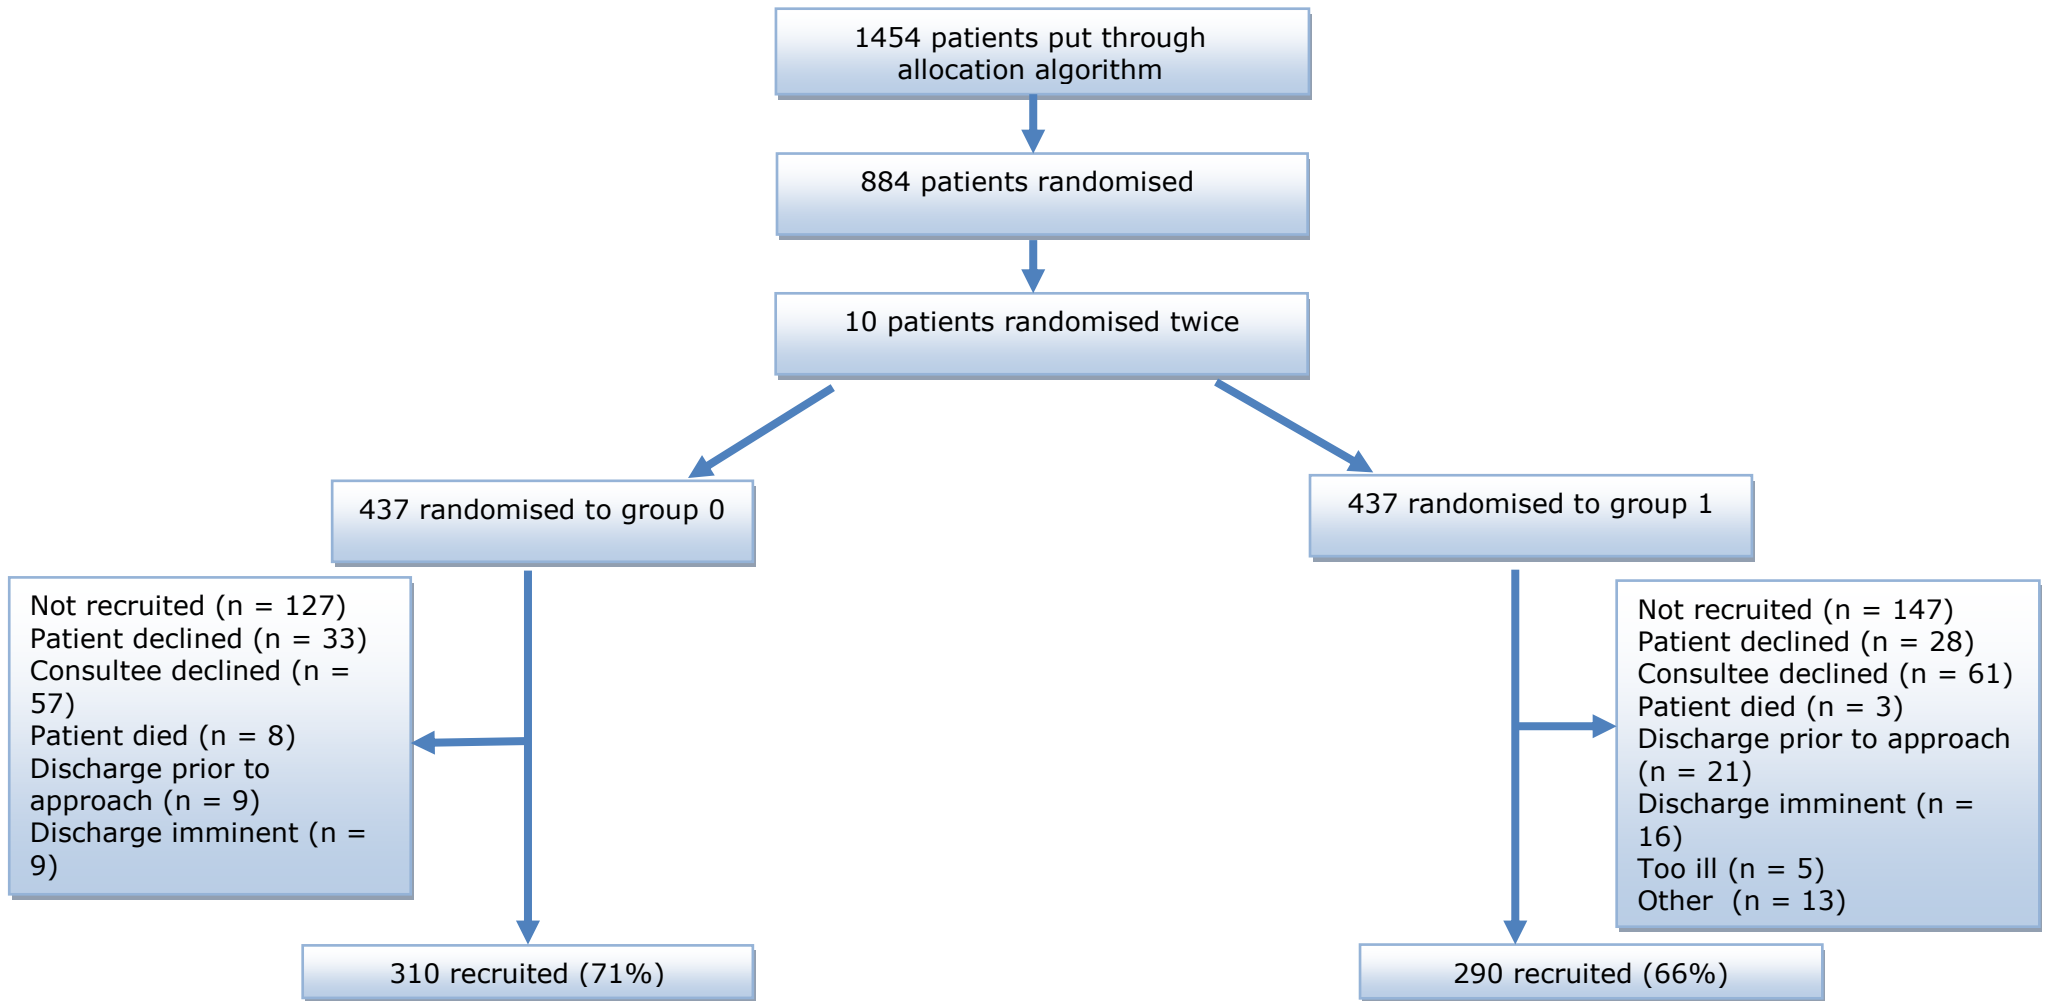 1454 patients put through
allocation algorithm
884 patients randomised
10 patients randomised twice
437 randomised to group 0
437 randomised to group 1
Not recruited (n = 127)
Patient declined (n = 33)
Consultee declined (n =
57)
Patient died (n = 8)
Discharge prior to
approach (n = 9)
Discharge imminent (n =
9)
Not recruited (n = 147)
Patient declined (n = 28)
Consultee declined (n = 61)
Patient died (n = 3)
Discharge prior to approach
(n = 21)
Discharge imminent (n =
16)
Too ill (n = 5)
Other  (n = 13)
310 recruited (71%)
290 recruited (66%)